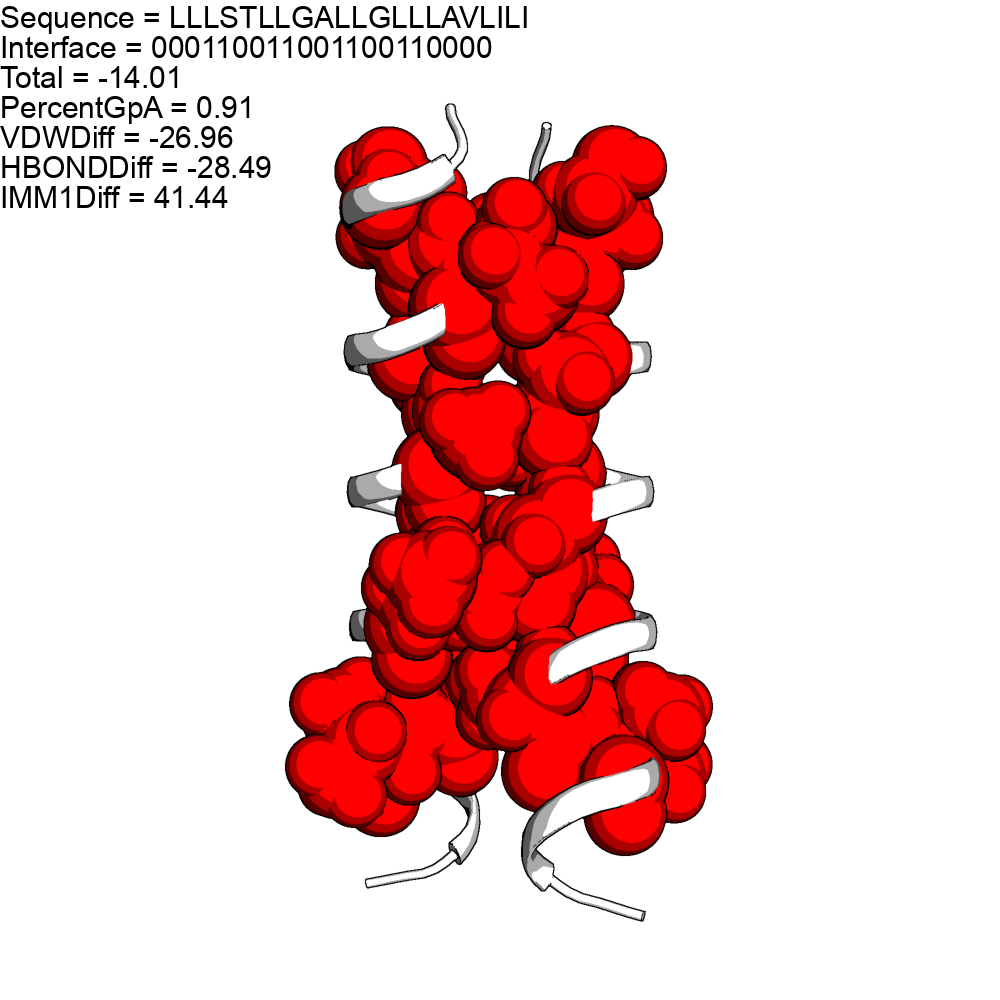 Sequence = LLLSTLLGALLGLLLAVLILI
Interface = 000110011001100110000
Total = -14.01
PercentGpA = 0.91
VDWDiff = -26.96
HBONDDiff = -28.49
IMM1Diff = 41.44